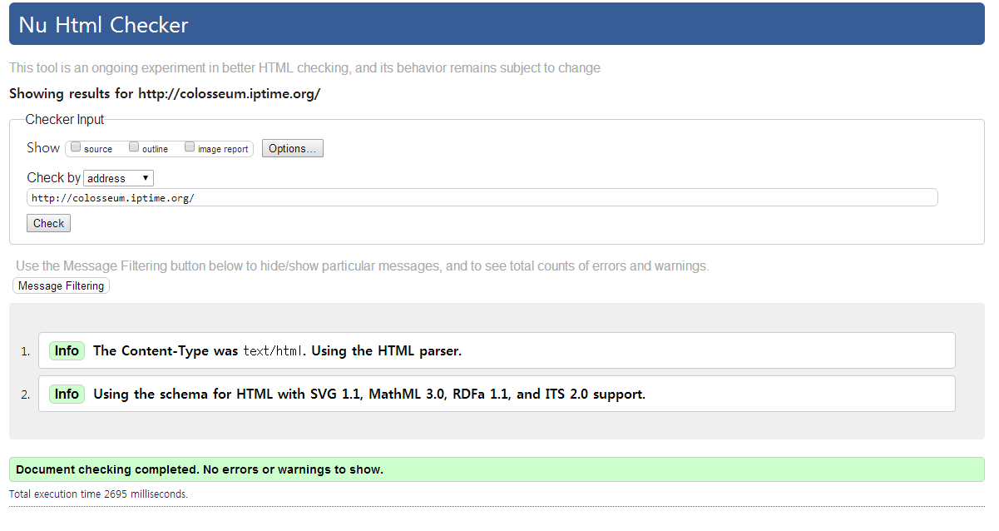 Nu Html Checker
This tool is an ongoing experiment in better HTML checking, and its behavior remains subject to change
Showing results for http://colosseum.iptime.org/
Checker Input
Show source outline image report Options...
Check by address
http://colosseum.iptime.org/
Check
Use the Message Filtering button below to hide/show particular messages, and to see total counts of errors and warnings.
Message Filtering
1. Info The Content-Type was text/html. Using the HTML parser.
2. Info Using the schema for HTML with SVG 1.1, MathML 3.0, RDFa 1.1, and ITS 2.0 support.
Document checking completed. No errors or warnings to show.
Total execution time 2695 milliseconds.